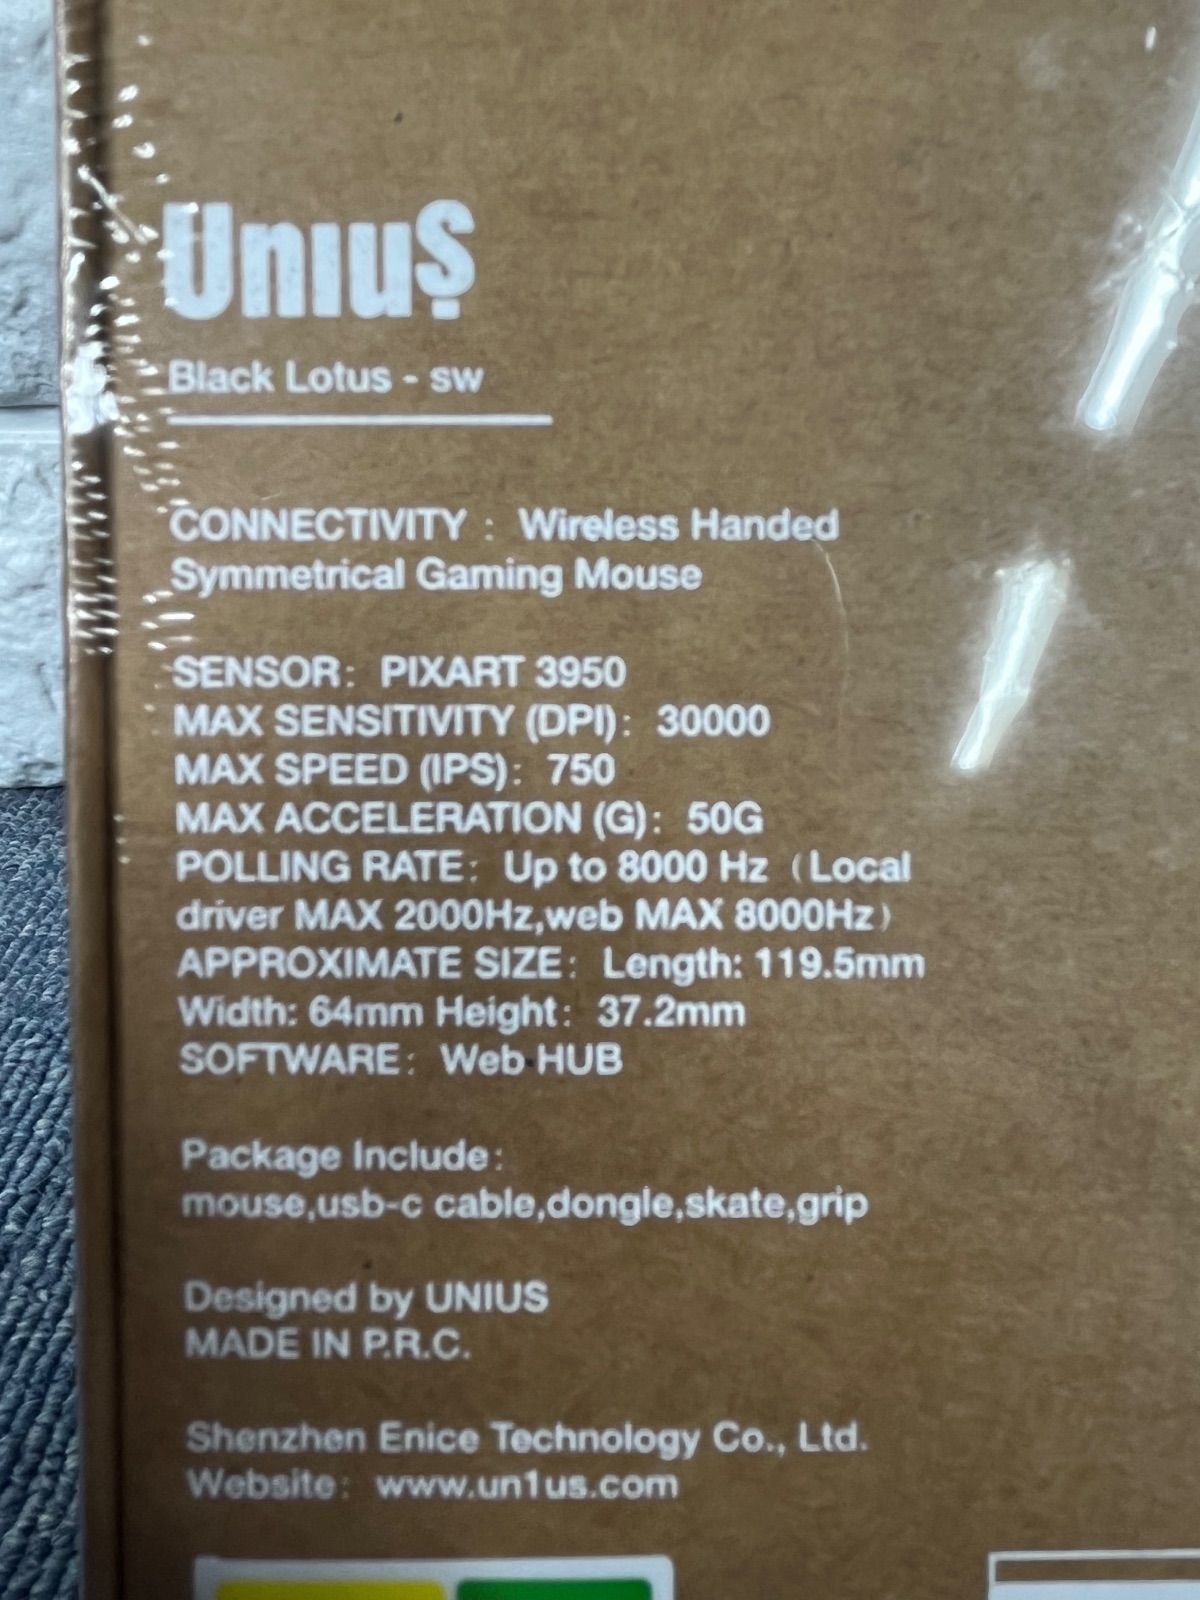 Unius
Black Lotus - sw
CONNECTIVITY : Wireless Handed
Symmetrical Gaming Mouse
SENSOR: PIXART 3950
MAX SENSITIVITY (DPI): 30000
MAX SPEED (IPS): 750
MAX ACCELERATION (G): 50G
POLLING RATE: Up to 8000 Hz （Local
driver MAX 2000Hz,web MAX 8000Hz）
APPROXIMATE SIZE: Length: 119.5mm
Width: 64mm Height: 37.2mm
SOFTWARE: Web HUB
Package Include:
mouse,usb-c cable,dongle,skate,grip
Designed by UNIUS
MADE IN P.R.C.
Shenzhen Enice Technology Co., Ltd.
Website: www.un1us.com